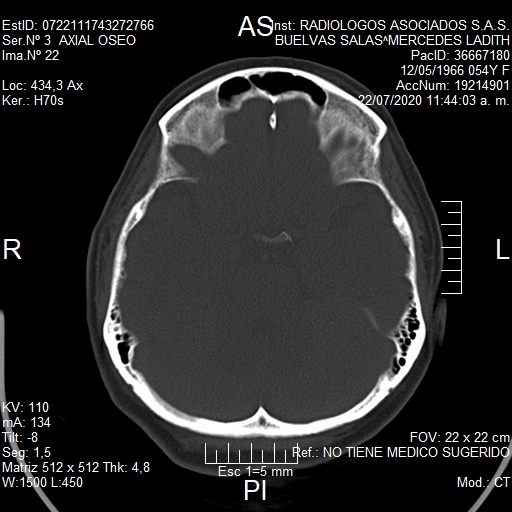 EstID: 0722111743272766
Ser.Nº 3 AXIAL OSEO
Ima.Nº 22
Loc: 434,3 Ax
Ker.: H70s
AS
Inst: RADIOLOGOS ASOCIADOS S.A.S.
BUELVAS SALAS^MERCEDES LADITH
PacID: 36667180
12/05/1966 054Y F
AccNum: 19214901
22/07/2020 11:44:03 a. m.
R
L
KV: 110
mA: 134
Tilt: -8
Seg: 1,5
Matriz 512 x 512 Thk: 4,8
W:1500 L:450
Esc 1=5 mm
PI
FOV: 22 x 22 cm
Ref.: NO TIENE MEDICO SUGERIDO
Mod.: CT